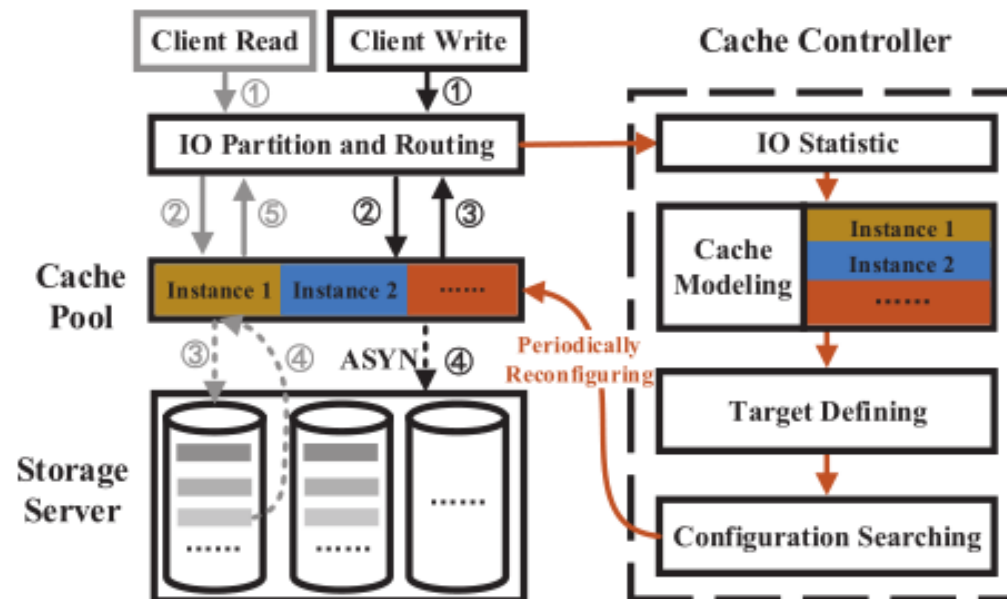 Client Read
Client Write
Cache Controller
① ①
IO Partition and Routing
IO Statistic
② ⑤ ② ③
Cache
Pool
Instance 1
Instance 2
......
Cache
Modeling
Instance 1
Instance 2
......
③ ④ ASYN ④
Periodically
Reconfiguring
Target Defining
Storage
Server
......
......
......
Configuration Searching